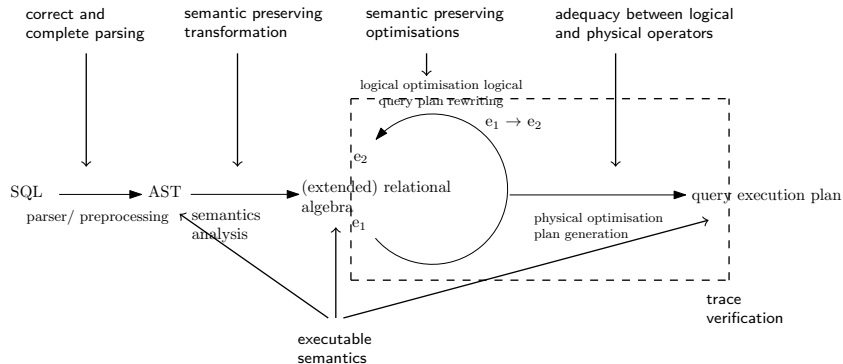 correct and
complete parsing
semantic preserving
transformation
semantic preserving
optimisations
adequacy between logical
and physical operators
logical optimisation logical
query plan rewriting
e1 → e2
e2
SQL
AST
(extended) relational
algebra
query execution plan
parser/ preprocessing
semantics
analysis
e1
physical optimisation
plan generation
trace
verification
executable
semantics